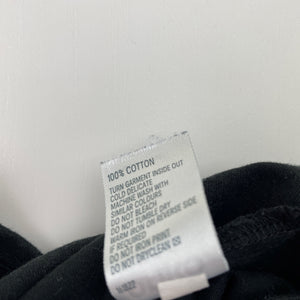 100% COTTON
TURN GARMENT INSIDE OUT
COLD DELICATE
MACHINE WASH WITH
SIMILAR COLOURS
DO NOT BLEACH
DO NOT TUMBLE DAY
WARM IRON ON REVERSE SIDE
IF REQUIRED
DO NOT IRON PRINT
DO NOT DRYCLEAN